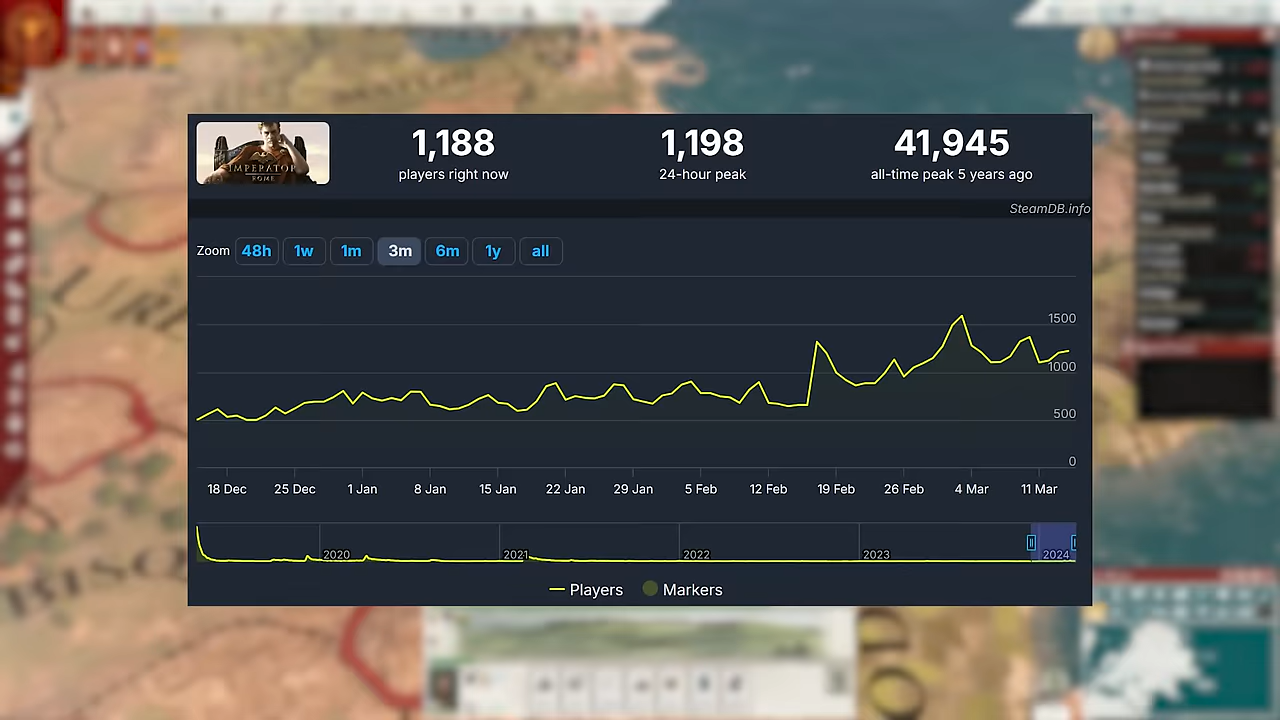 1,188
players right now
1,198
24-hour peak
41,945
all-time peak 5 years ago
IMPERATOR
ROME
SteamDB.info
Zoom 48h 1w 1m 3m 6m 1y all
1500
1000
500
0
18 Dec 25 Dec 1 Jan 8 Jan 15 Jan 22 Jan 29 Jan 5 Feb 12 Feb 19 Feb 26 Feb 4 Mar 11 Mar
2020 2021 2022 2023 2024
Players Markers